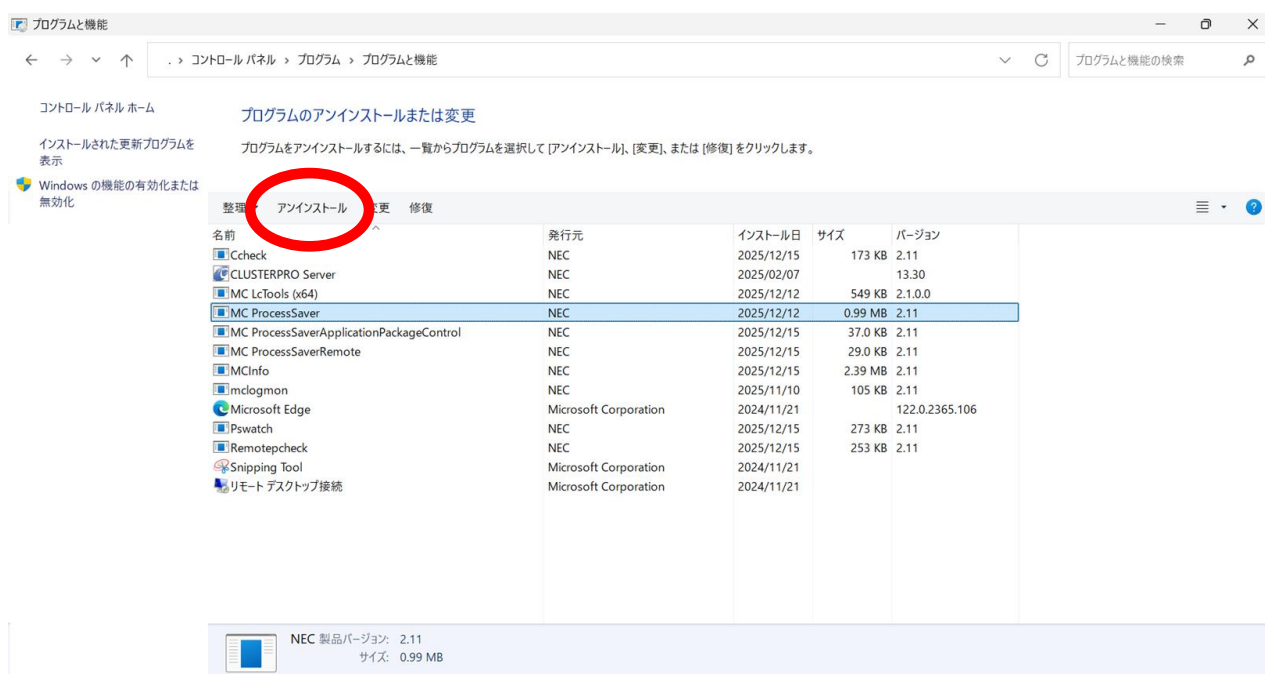 プログラムと機能
. › コントロール パネル › プログラム › プログラムと機能
プログラムと機能の検索
コントロール パネル ホーム
インストールされた更新プログラムを
表示
Windows の機能の有効化または
無効化
プログラムのアンインストールまたは変更
プログラムをアンインストールするには、一覧からプログラムを選択して [アンインストール]、[変更]、または [修復] をクリックします。
整理 アンインストール 変更 修復
名前 発行元 インストール日 サイズ バージョン
Ccheck NEC 2025/12/15 173 KB 2.11
CLUSTERPRO Server NEC 2025/02/07 13.30
MC LcTools (x64) NEC 2025/12/12 549 KB 2.1.0.0
MC ProcessSaver NEC 2025/12/12 0.99 MB 2.11
MC ProcessSaverApplicationPackageControl NEC 2025/12/15 37.0 KB 2.11
MC ProcessSaverRemote NEC 2025/12/15 29.0 KB 2.11
MCInfo NEC 2025/12/15 2.39 MB 2.11
mclogmon NEC 2025/11/10 105 KB 2.11
Microsoft Edge Microsoft Corporation 2024/11/21 122.0.2365.106
Pswatch NEC 2025/12/15 273 KB 2.11
Remotepcheck NEC 2025/12/15 253 KB 2.11
Snipping Tool Microsoft Corporation 2024/11/21
リモート デスクトップ接続 Microsoft Corporation 2024/11/21
NEC 製品バージョン: 2.11
サイズ: 0.99 MB